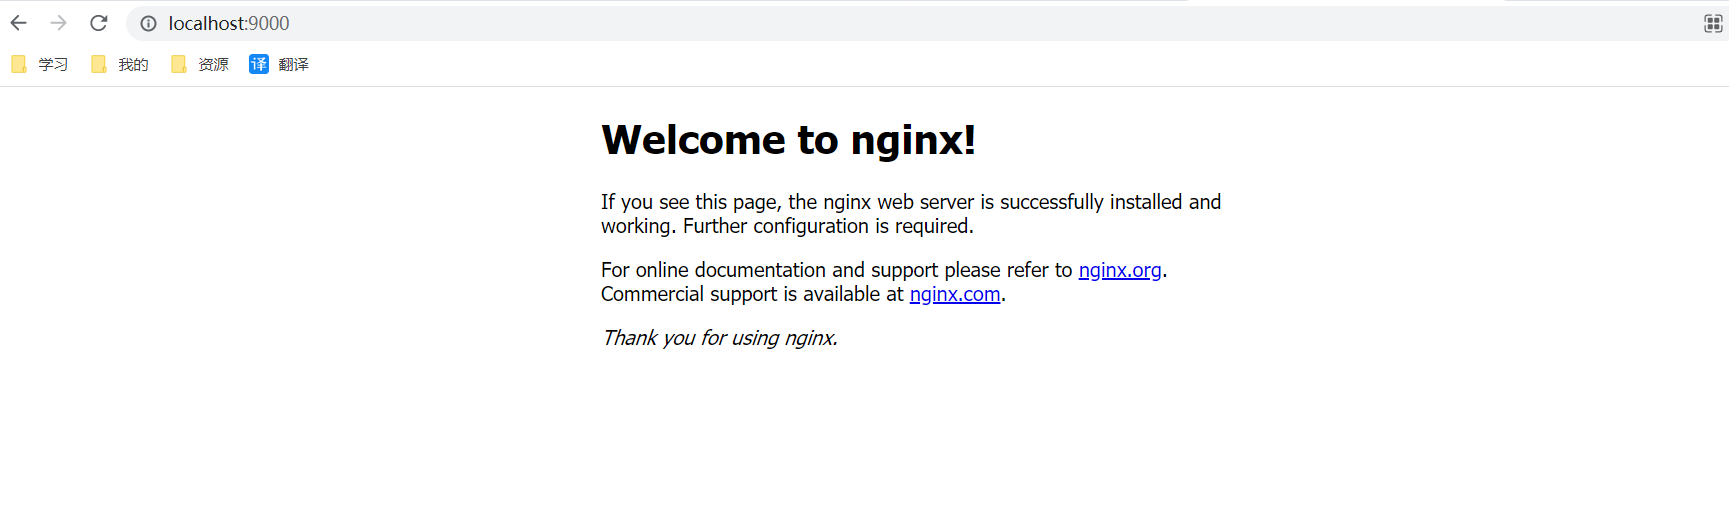 localhost:9000
学习 我的 资源 译 翻译
Welcome to nginx!
If you see this page, the nginx web server is successfully installed and
working. Further configuration is required.
For online documentation and support please refer to nginx.org.
Commercial support is available at nginx.com.
Thank you for using nginx.